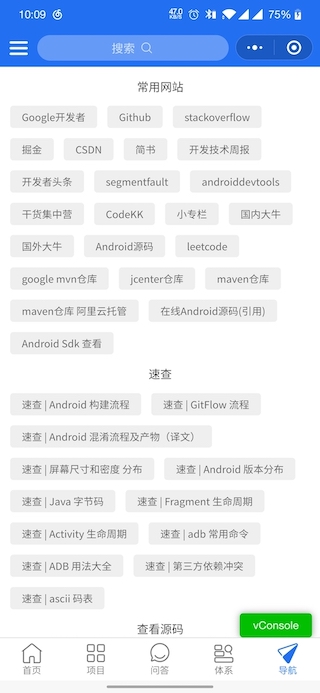 10:09 47.0 KB/S 75%
搜索
常用网站
Google开发者 Github stackoverflow
掘金 CSDN 简书 开发技术周报
开发者头条 segmentfault androiddevtools
干货集中营 CodeKK 小专栏 国内大牛
国外大牛 Android源码 leetcode
google mvn仓库 jcenter仓库 maven仓库
maven仓库 阿里云托管 在线Android源码(引用)
Android Sdk 查看
速查
速查 | Android 构建流程 速查 | GitFlow 流程
速查 | Android 混淆流程及产物（译文）
速查 | 屏幕尺寸和密度 分布 速查 | Android 版本分布
速查 | Java 字节码 速查 | Fragment 生命周期
速查 | Activity 生命周期 速查 | adb 常用命令
速查 | ADB 用法大全 速查 | 第三方依赖冲突
速查 | ascii 码表
查看源码
vConsole
首页 项目 问答 体系 导航